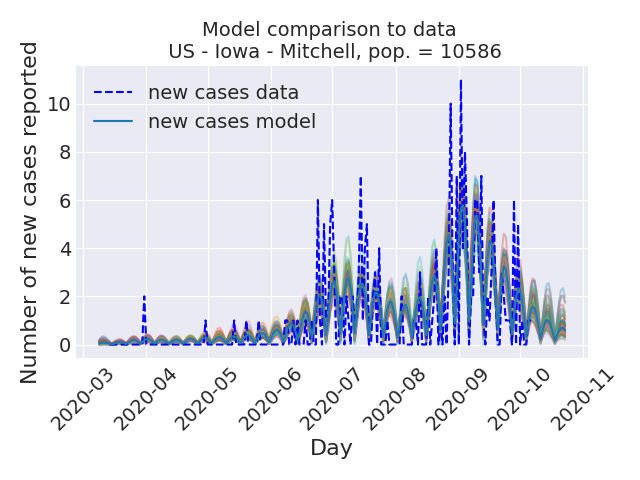 Model comparison to data
US - Iowa - Mitchell, pop. = 10586
Number of new cases reported
10
8
6
4
2
0
new cases data
new cases model
2020-03
2020-04
2020-05
2020-06
2020-07
2020-08
2020-09
2020-10
2020-11
Day